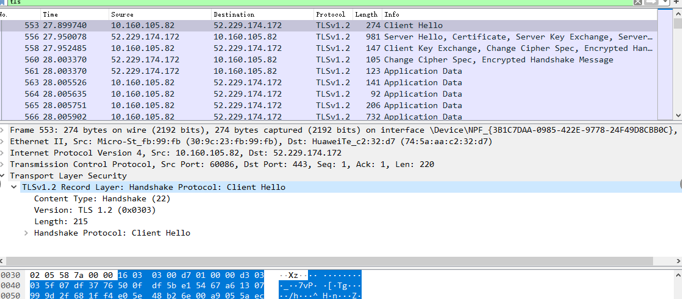 tls
No. Time Source Destination Protocol Length Info
553 27.899740 10.160.105.82 52.229.174.172 TLSv1.2 274 Client Hello
556 27.950078 52.229.174.172 10.160.105.82 TLSv1.2 981 Server Hello, Certificate, Server Key Exchange, Server…
558 27.952485 10.160.105.82 52.229.174.172 TLSv1.2 147 Client Key Exchange, Change Cipher Spec, Encrypted Han…
560 28.003370 52.229.174.172 10.160.105.82 TLSv1.2 105 Change Cipher Spec, Encrypted Handshake Message
561 28.003370 52.229.174.172 10.160.105.82 TLSv1.2 123 Application Data
563 28.005526 10.160.105.82 52.229.174.172 TLSv1.2 141 Application Data
564 28.005635 10.160.105.82 52.229.174.172 TLSv1.2 92 Application Data
565 28.005751 10.160.105.82 52.229.174.172 TLSv1.2 206 Application Data
566 28.005902 10.160.105.82 52.229.174.172 TLSv1.2 732 Application Data
Frame 553: 274 bytes on wire (2192 bits), 274 bytes captured (2192 bits) on interface \Device\NPF_{3B1C7DAA-0985-422E-9778-24F49D8CBB0C},
Ethernet II, Src: Micro-St_fb:99:fb (30:9c:23:fb:99:fb), Dst: HuaweiTe_c2:32:d7 (74:5a:aa:c2:32:d7)
Internet Protocol Version 4, Src: 10.160.105.82, Dst: 52.229.174.172
Transmission Control Protocol, Src Port: 60086, Dst Port: 443, Seq: 1, Ack: 1, Len: 220
Transport Layer Security
TLSv1.2 Record Layer: Handshake Protocol: Client Hello
Content Type: Handshake (22)
Version: TLS 1.2 (0x0303)
Length: 215
Handshake Protocol: Client Hello
0030 02 05 58 7a 00 00 16 03 03 00 d7 01 00 00 d3 03 ··Xz···· ········
0040 03 5f 07 df 37 76 50 0f df 5b e1 54 67 a6 13 07 ·_··7vP· ·[·Tg···
0050 99 9d 2f 68 1f f4 e0 5e 48 b2 6e 00 a9 05 5a ec